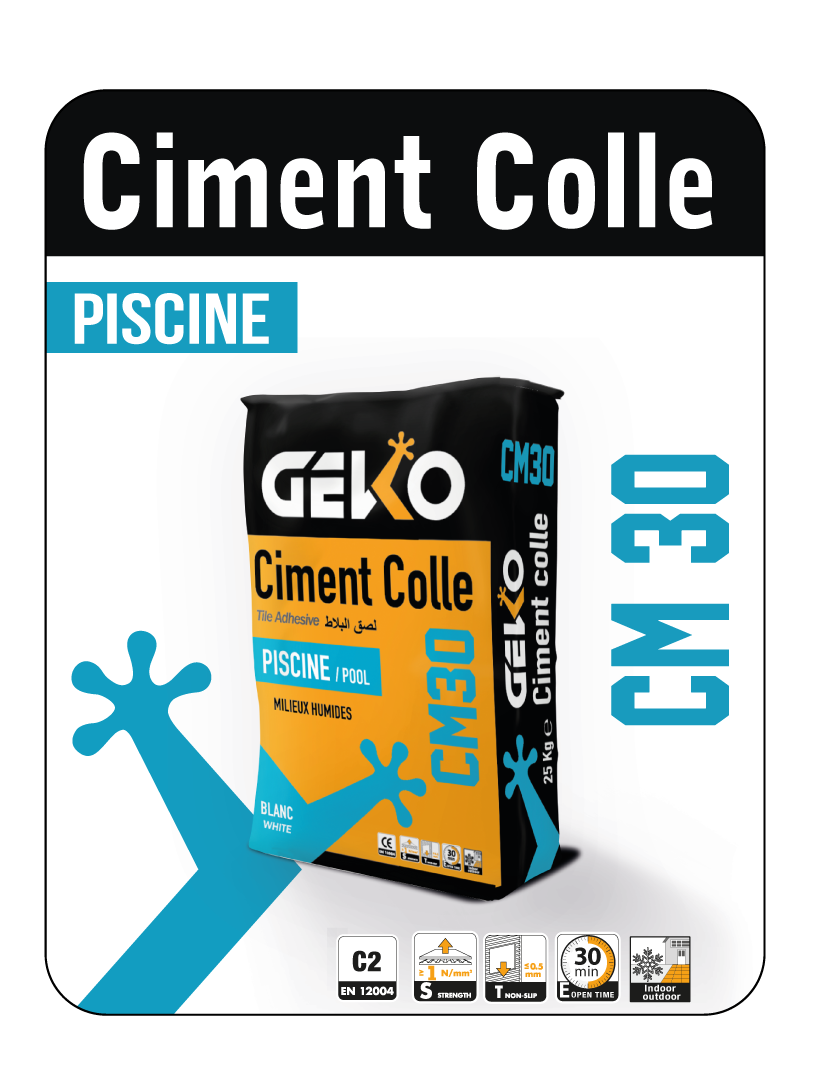 Ciment Colle
PISCINE
GEKO
Ciment Colle
Tile Adhesive لصق البلاط
PISCINE / POOL
MILIEUX HUMIDES
CM30
BLANC
WHITE
CE
30
CM30
GEKO
Ciment colle
25 Kg e
CM 30
C2
EN 12004
≥ 1 N/mm²
S STRENGTH
≤0.5
mm
T NON-SLIP
30
min
E OPEN TIME
Indoor
outdoor